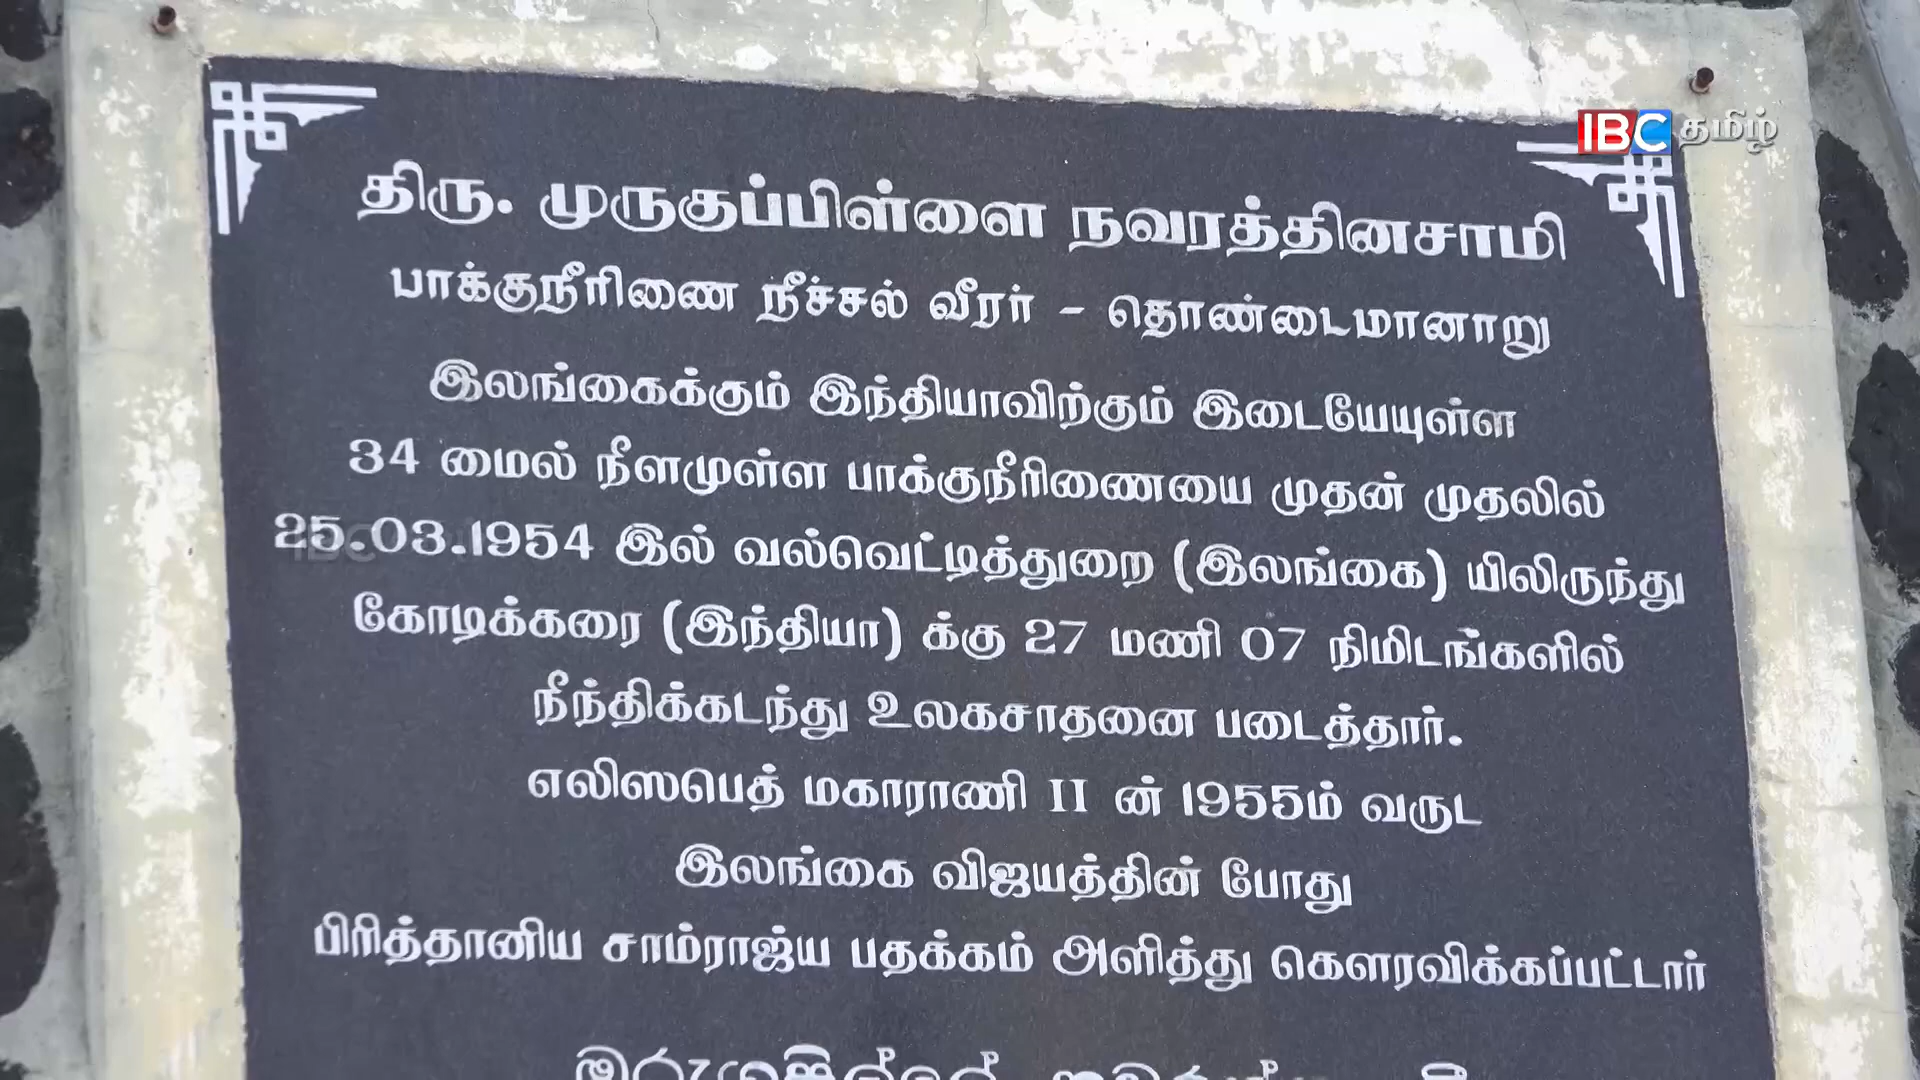 IBC தமிழ்
திரு. முருகுப்பிள்ளை நவரத்தினசாமி
பாக்குநீரிணை நீச்சல் வீரர் - தொண்டைமானாறு
இலங்கைக்கும் இந்தியாவிற்கும் இடையேயுள்ள
34 மைல் நீளமுள்ள பாக்குநீரிணையை முதன் முதலில்
25.03.1954 இல் வல்வெட்டித்துறை (இலங்கை) யிலிருந்து
கோடிக்கரை (இந்தியா) க்கு 27 மணி 07 நிமிடங்களில்
நீந்திக்கடந்து உலகசாதனை படைத்தார்.
எலிஸபெத் மகாராணி II ன் 1955ம் வருட
இலங்கை விஜயத்தின் போது
பிரித்தானிய சாம்ராஜ்ய பதக்கம் அளித்து கௌரவிக்கப்பட்டார்